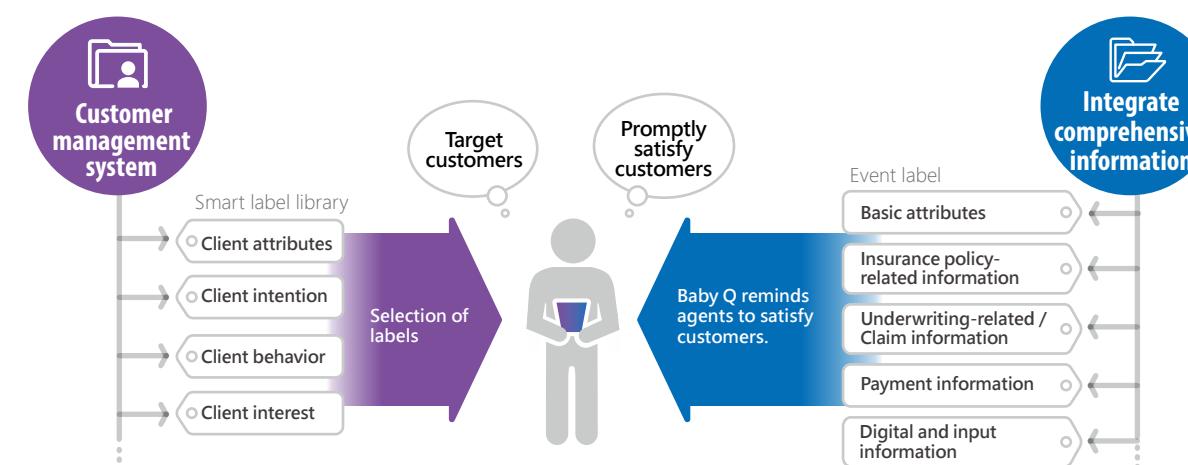 Customer
management
system
Smart label library
Client attributes
Client intention
Client behavior
Client interest
Selection of
labels
Target
customers
Promptly
satisfy
customers
Baby Q reminds
agents to satisfy
customers.
Integrate
comprehensiv
information
Event label
Basic attributes
Insurance policy-
related information
Underwriting-related /
Claim information
Payment information
Digital and input
information